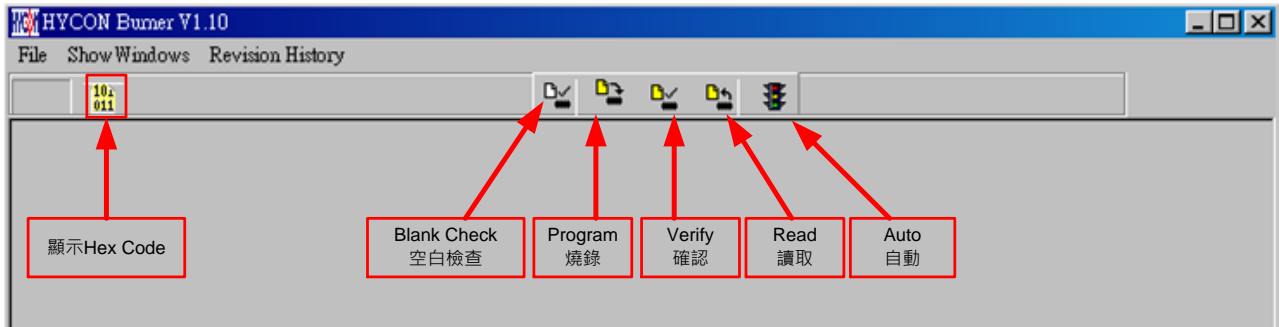 HYCON Burner V1.10
File Show Windows Revision History
101
011
顯示Hex Code
Blank Check
空白檢查
Program
燒錄
Verify
確認
Read
讀取
Auto
自動